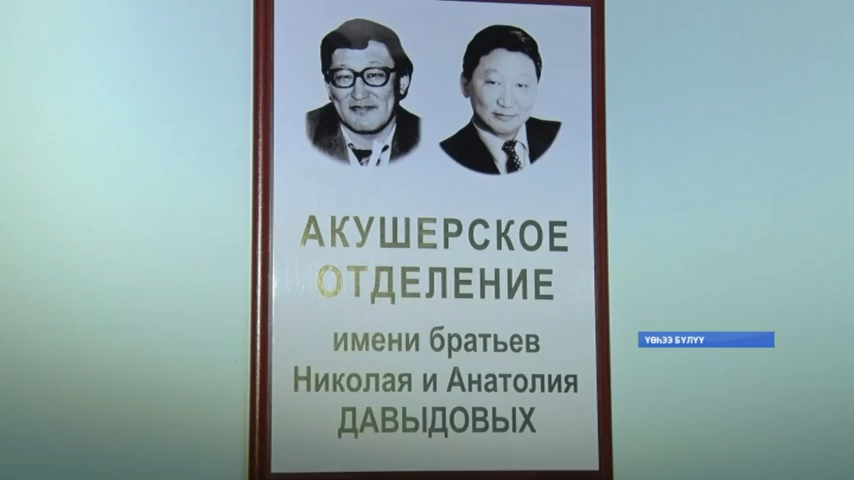 АКУШЕРСКОЕ
ОТДЕЛЕНИЕ
имени братьев
Николая и Анатолия
ДАВЫДОВЫХ
ҮӨҺЭЭ БҮЛҮҮ